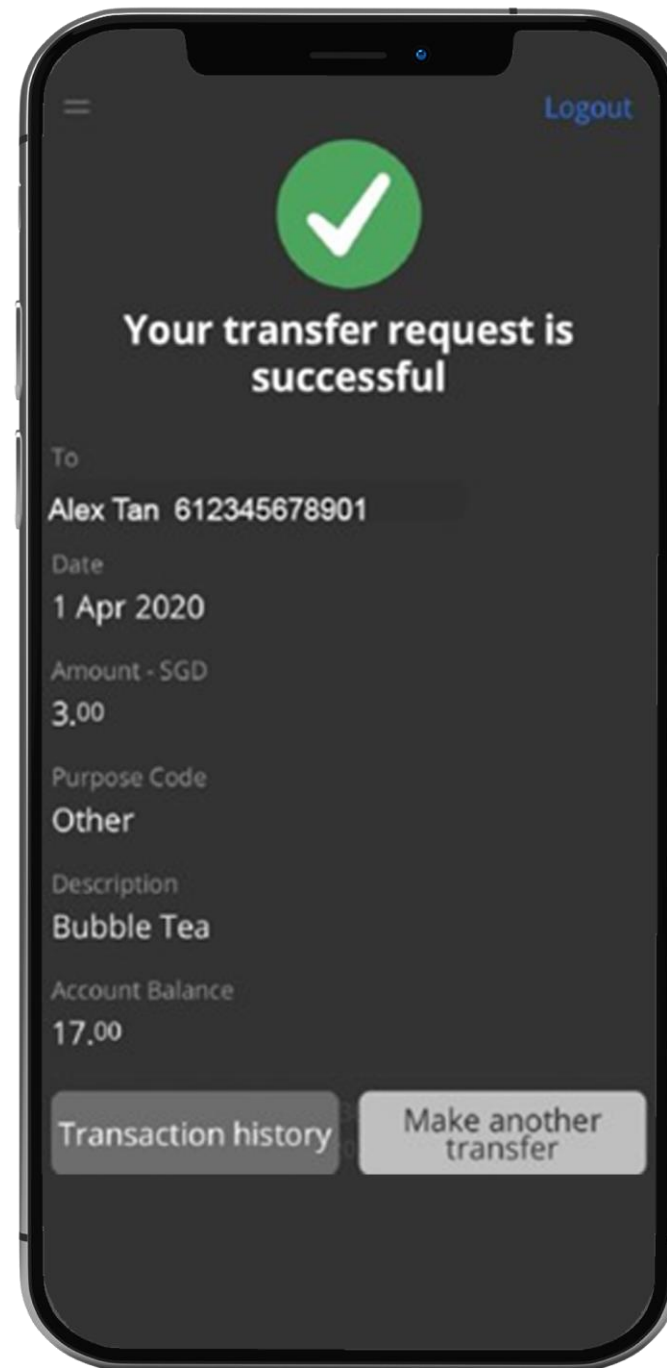 Logout
Your transfer request is
successful
To
Alex Tan 612345678901
Date
1 Apr 2020
Amount - SGD
3.00
Purpose Code
Other
Description
Bubble Tea
Account Balance
17.00
Transaction history
Make another
transfer